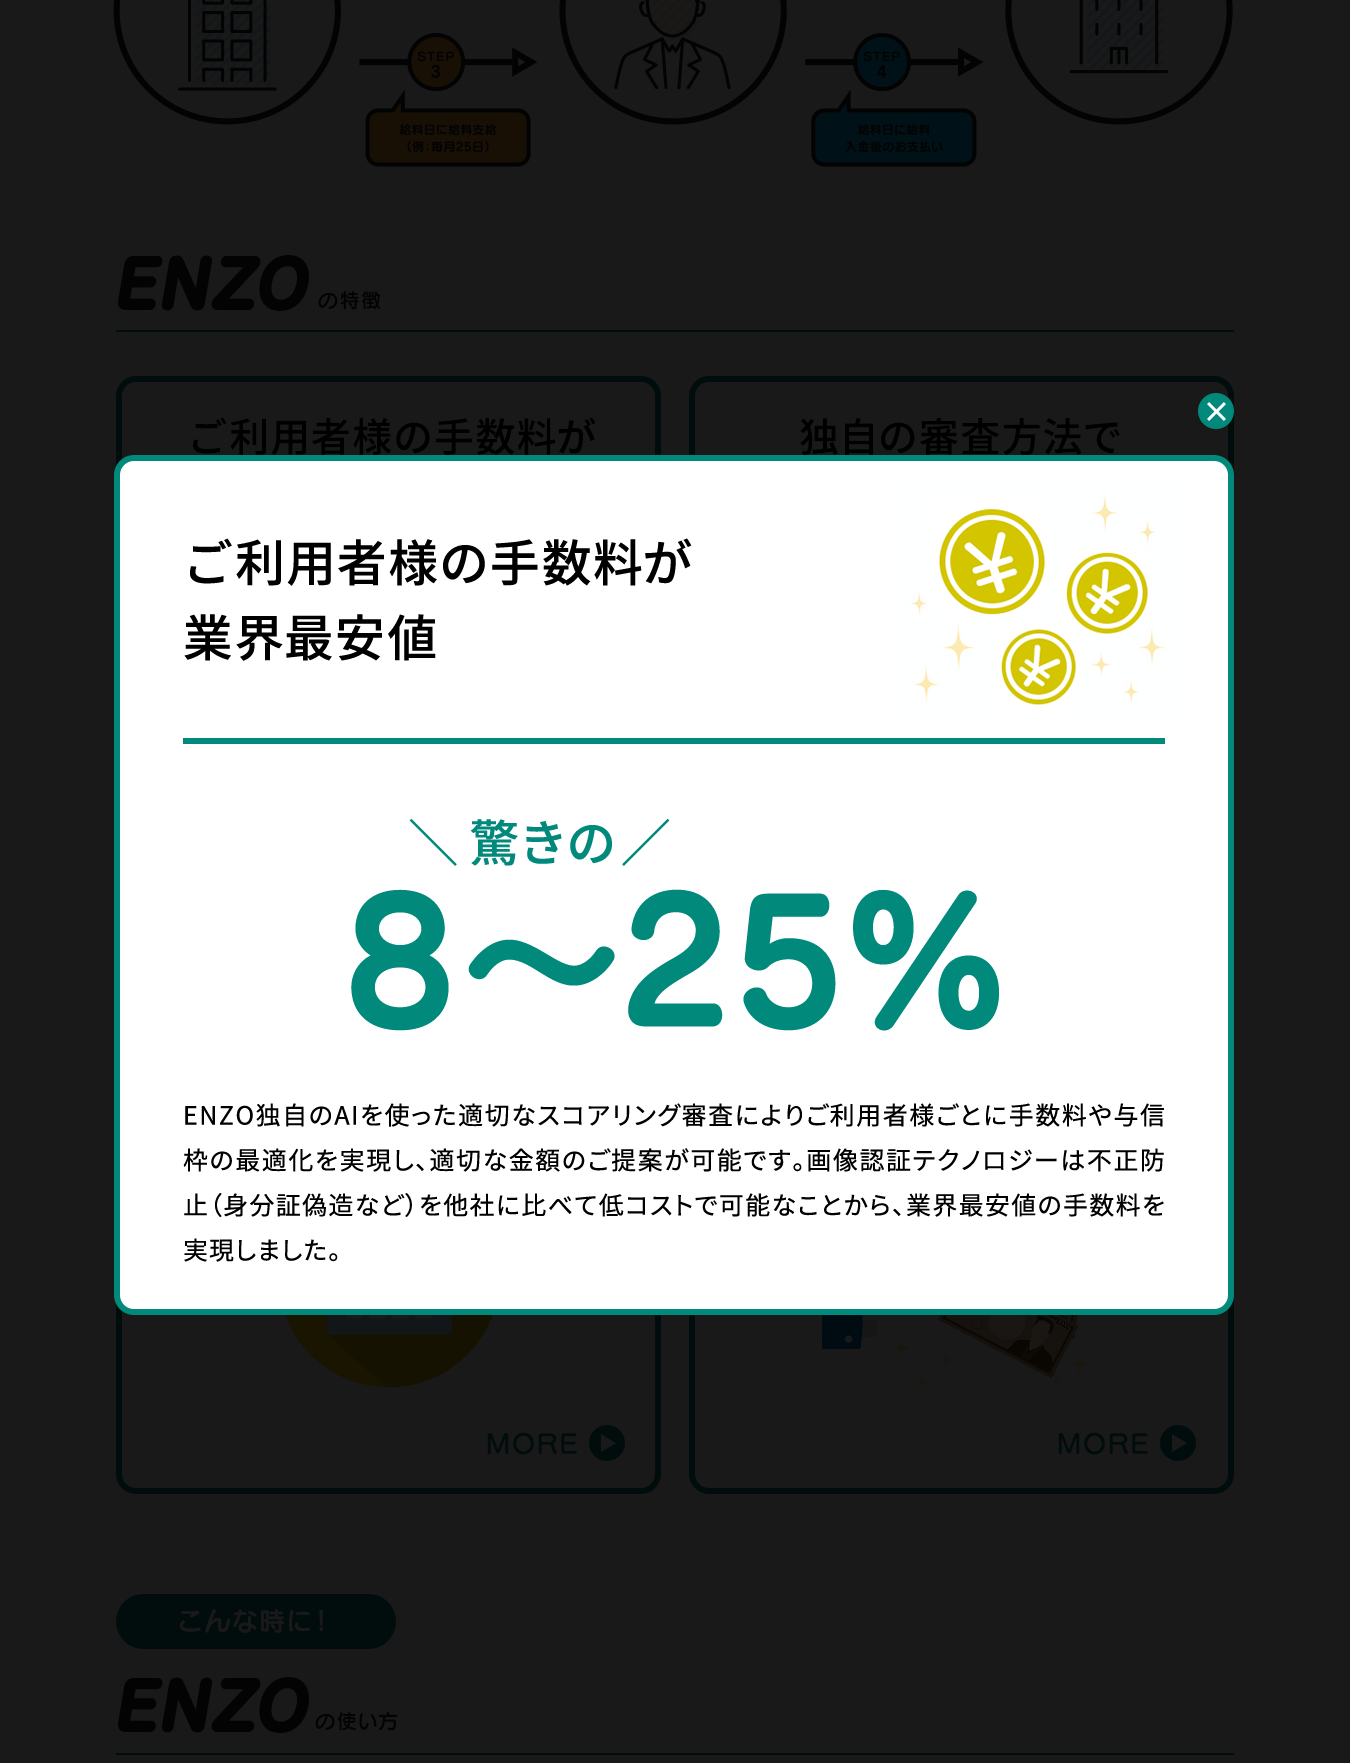 STEP
3
STEP
4
給料日に給料支給
（例：毎月25日）
給料日に給料
入金後のお支払い
ENZOの特徴
ご利用者様の手数料が
独自の審査方法で
ご利用者様の手数料が
業界最安値
＼ 驚きの ／
8〜25%
ENZO独自のAIを使った適切なスコアリング審査によりご利用者様ごとに手数料や与信
枠の最適化を実現し、適切な金額のご提案が可能です。画像認証テクノロジーは不正防
止（身分証偽造など）を他社に比べて低コストで可能なことから、業界最安値の手数料を
実現しました。
MORE
MORE
こんな時に！
ENZOの使い方